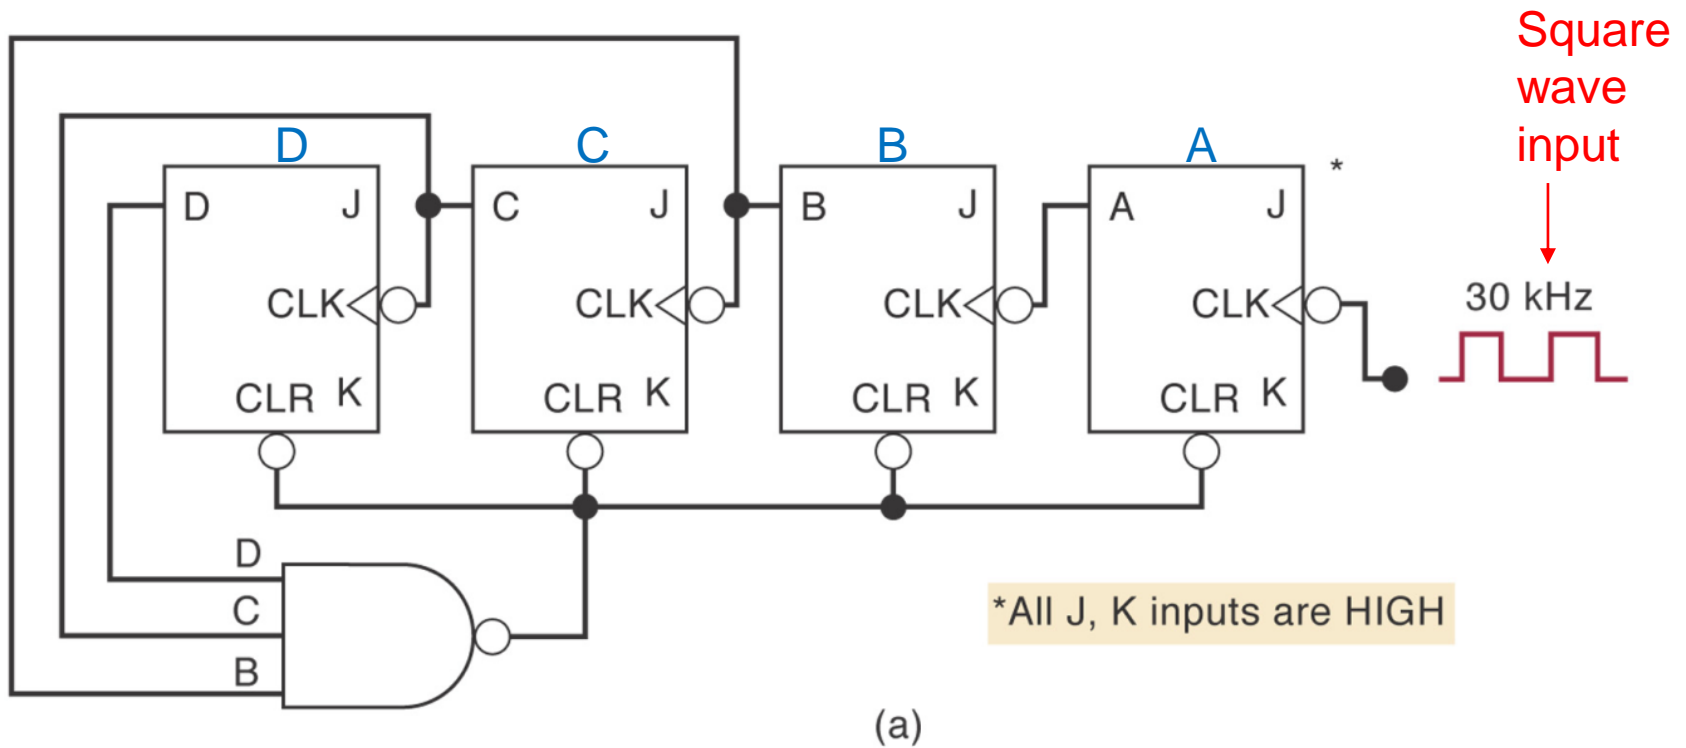 Square
wave
input
D
C
B
A
*
D
J
C
J
B
J
A
J
CLK
CLK
CLK
CLK
30 kHz
CLR K
CLR K
CLR K
CLR K
D
C
B
*All J, K inputs are HIGH
(a)